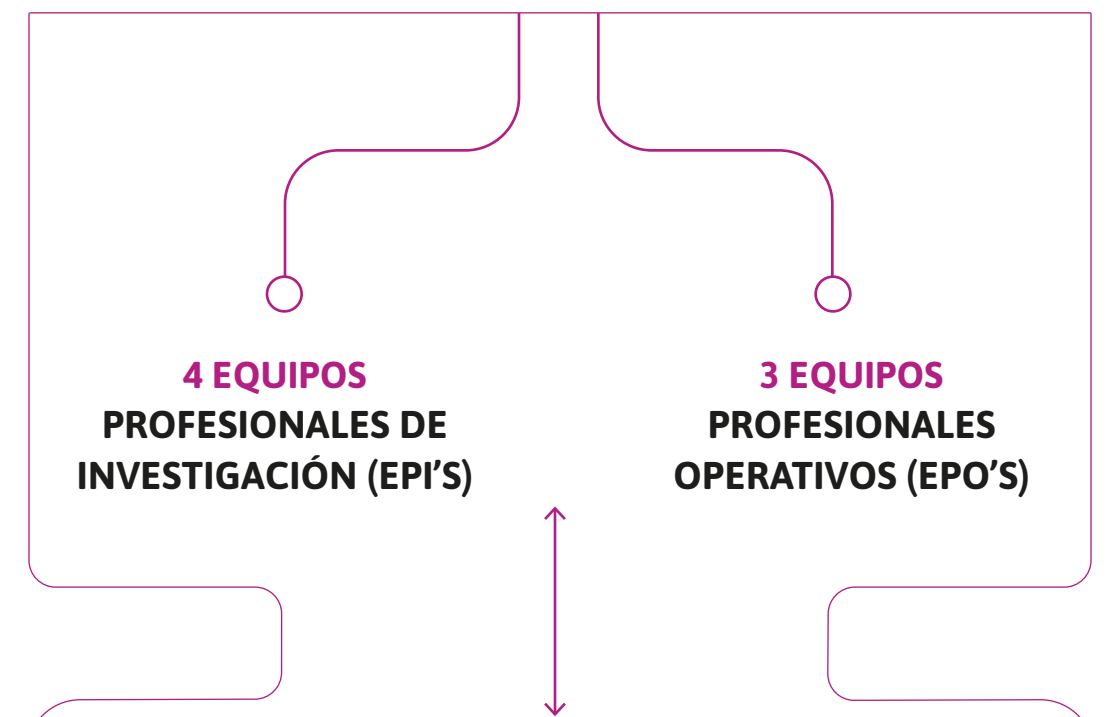 4 EQUIPOS
PROFESIONALES DE
INVESTIGACIÓN (EPI’S)
3 EQUIPOS
PROFESIONALES
OPERATIVOS (EPO’S)